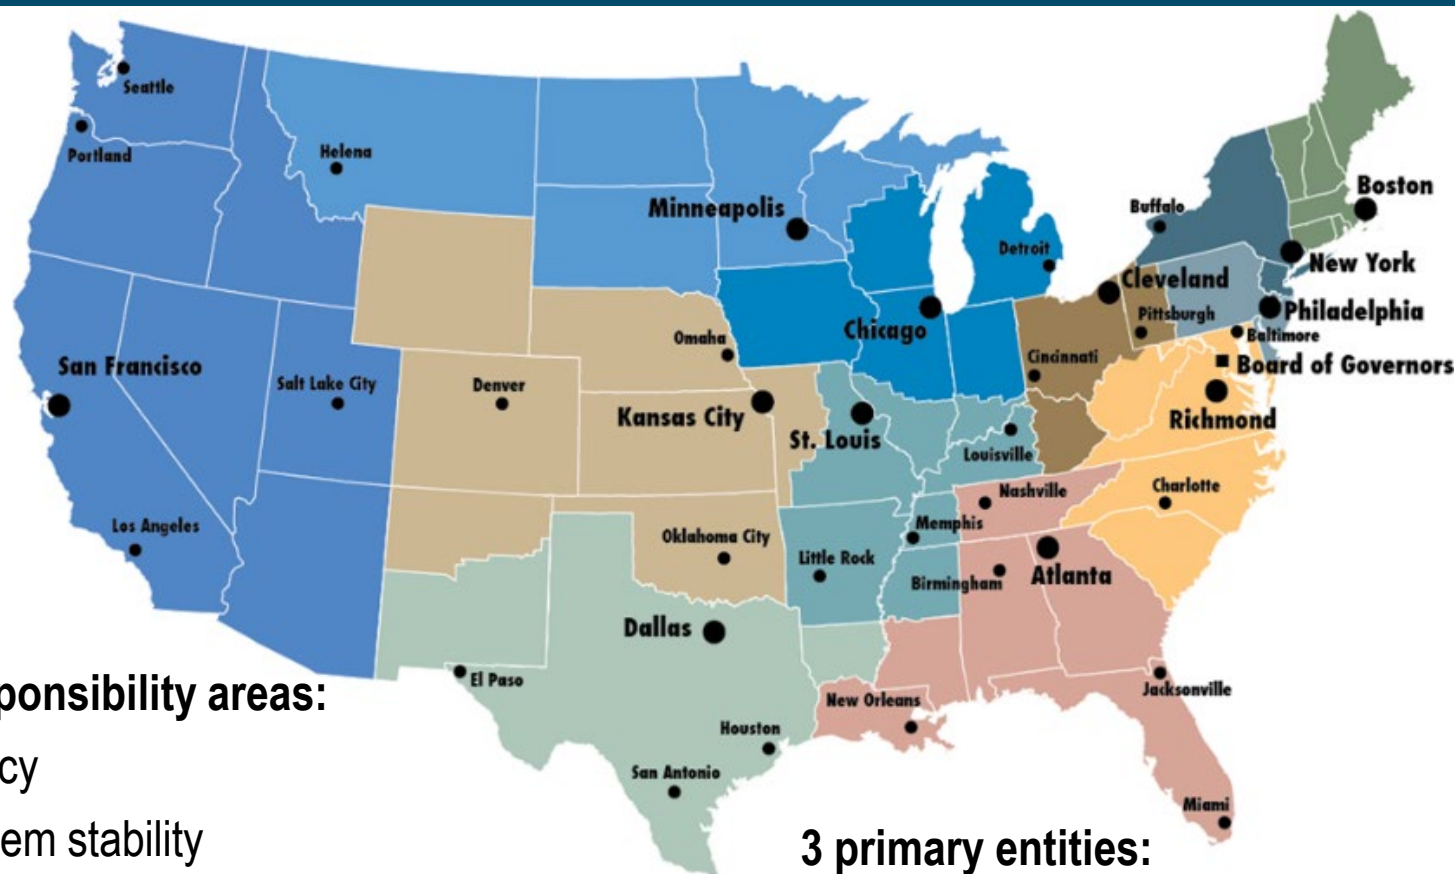 Seattle
Portland
Helena
Minneapolis
Boston
Buffalo
Detroit
New York
Cleveland
Pittsburgh
Philadelphia
Chicago
Omaha
Baltimore
Cincinnati
Board of Governors
San Francisco
Salt Lake City
Denver
Kansas City
St. Louis
Richmond
Louisville
Nashville
Charlotte
Los Angeles
Memphis
Oklahoma City
Little Rock
Birmingham
Atlanta
Dallas
El Paso
Jacksonville
New Orleans
Houston
San Antonio
Miami
ponsibility areas:
cy
em stability
3 primary entities: